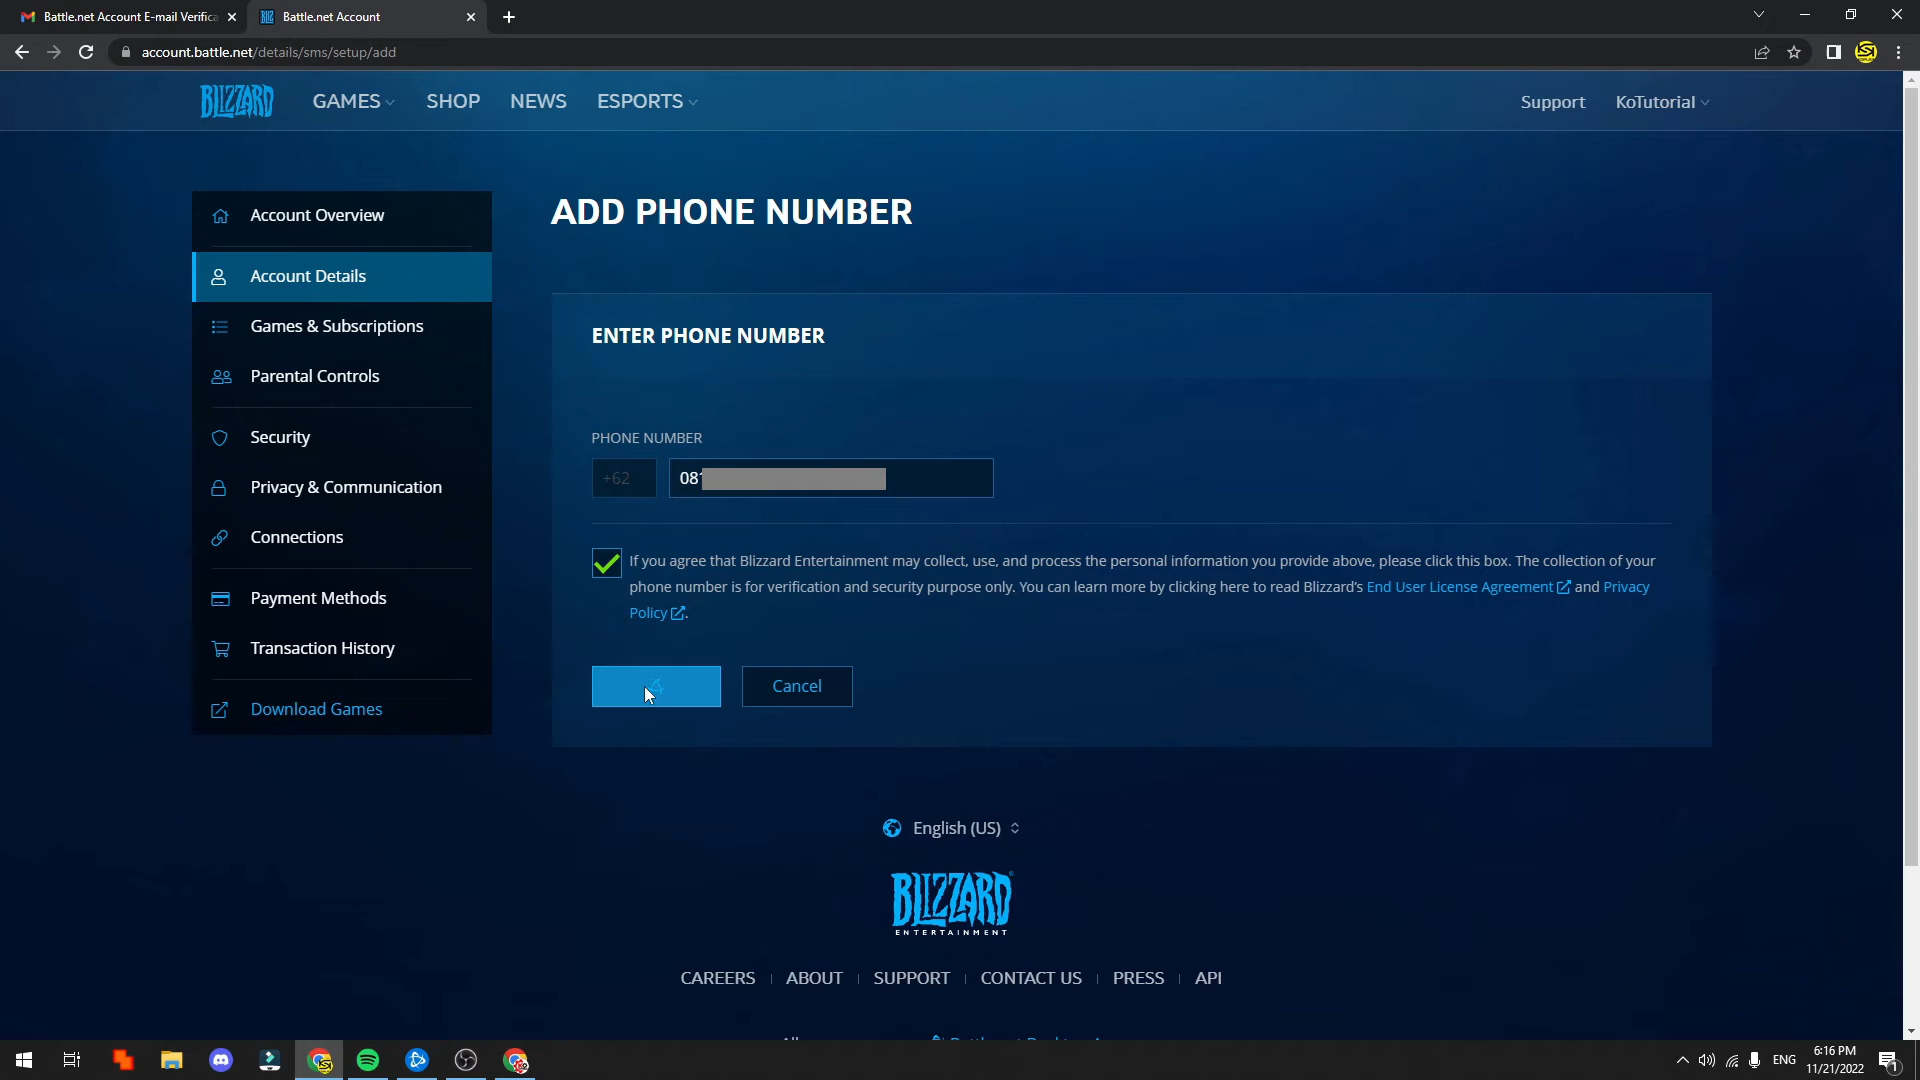 Battle.net Account E-mail Verifica
Battle.net Account
account.battle.net/details/sms/setup/add
BLIZZARD
GAMES
SHOP
NEWS
ESPORTS
Support
KoTutorial
Account Overview
Account Details
Games & Subscriptions
Parental Controls
Security
Privacy & Communication
Connections
Payment Methods
Transaction History
Download Games
ADD PHONE NUMBER
ENTER PHONE NUMBER
PHONE NUMBER
+62
08
If you agree that Blizzard Entertainment may collect, use, and process the personal information you provide above, please click this box. The collection of your
phone number is for verification and security purpose only. You can learn more by clicking here to read Blizzard's End User License Agreement and Privacy
Policy.
Cancel
English (US)
BLIZZARD
ENTERTAINMENT
CAREERS
ABOUT
SUPPORT
CONTACT US
PRESS
API
ENG
6:16 PM
11/21/2022
1